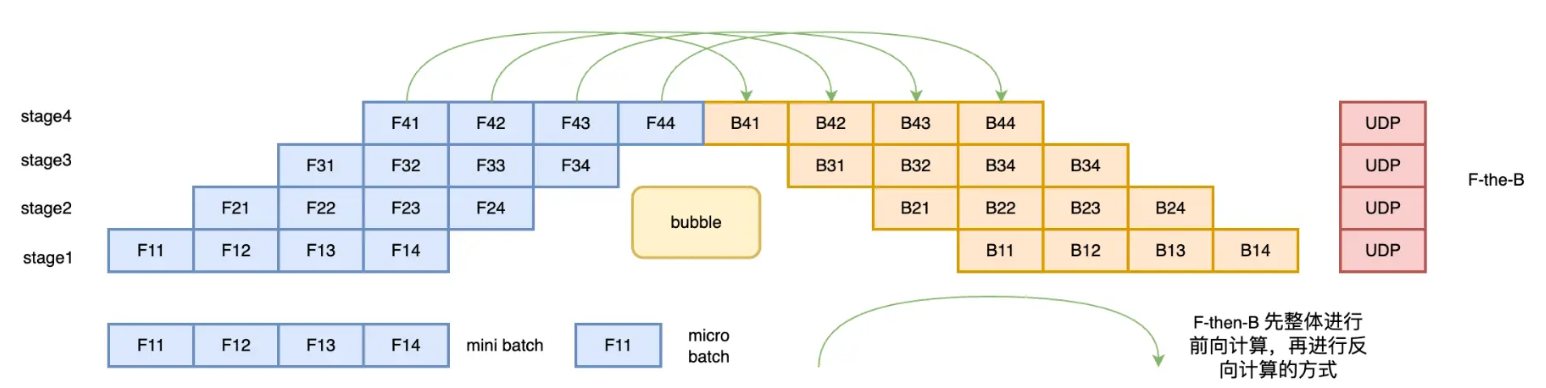 stage4
F41 F42 F43 F44 B41 B42 B43 B44 UDP
stage3
F31 F32 F33 F34 B31 B32 B34 B34 UDP
F-the-B
stage2
F21 F22 F23 F24 bubble B21 B22 B23 B24 UDP
stage1
F11 F12 F13 F14 B11 B12 B13 B14 UDP
F11 F12 F13 F14 mini batch
F11
micro
batch
F-then-B 先整体进行
前向计算，再进行反
向计算的方式